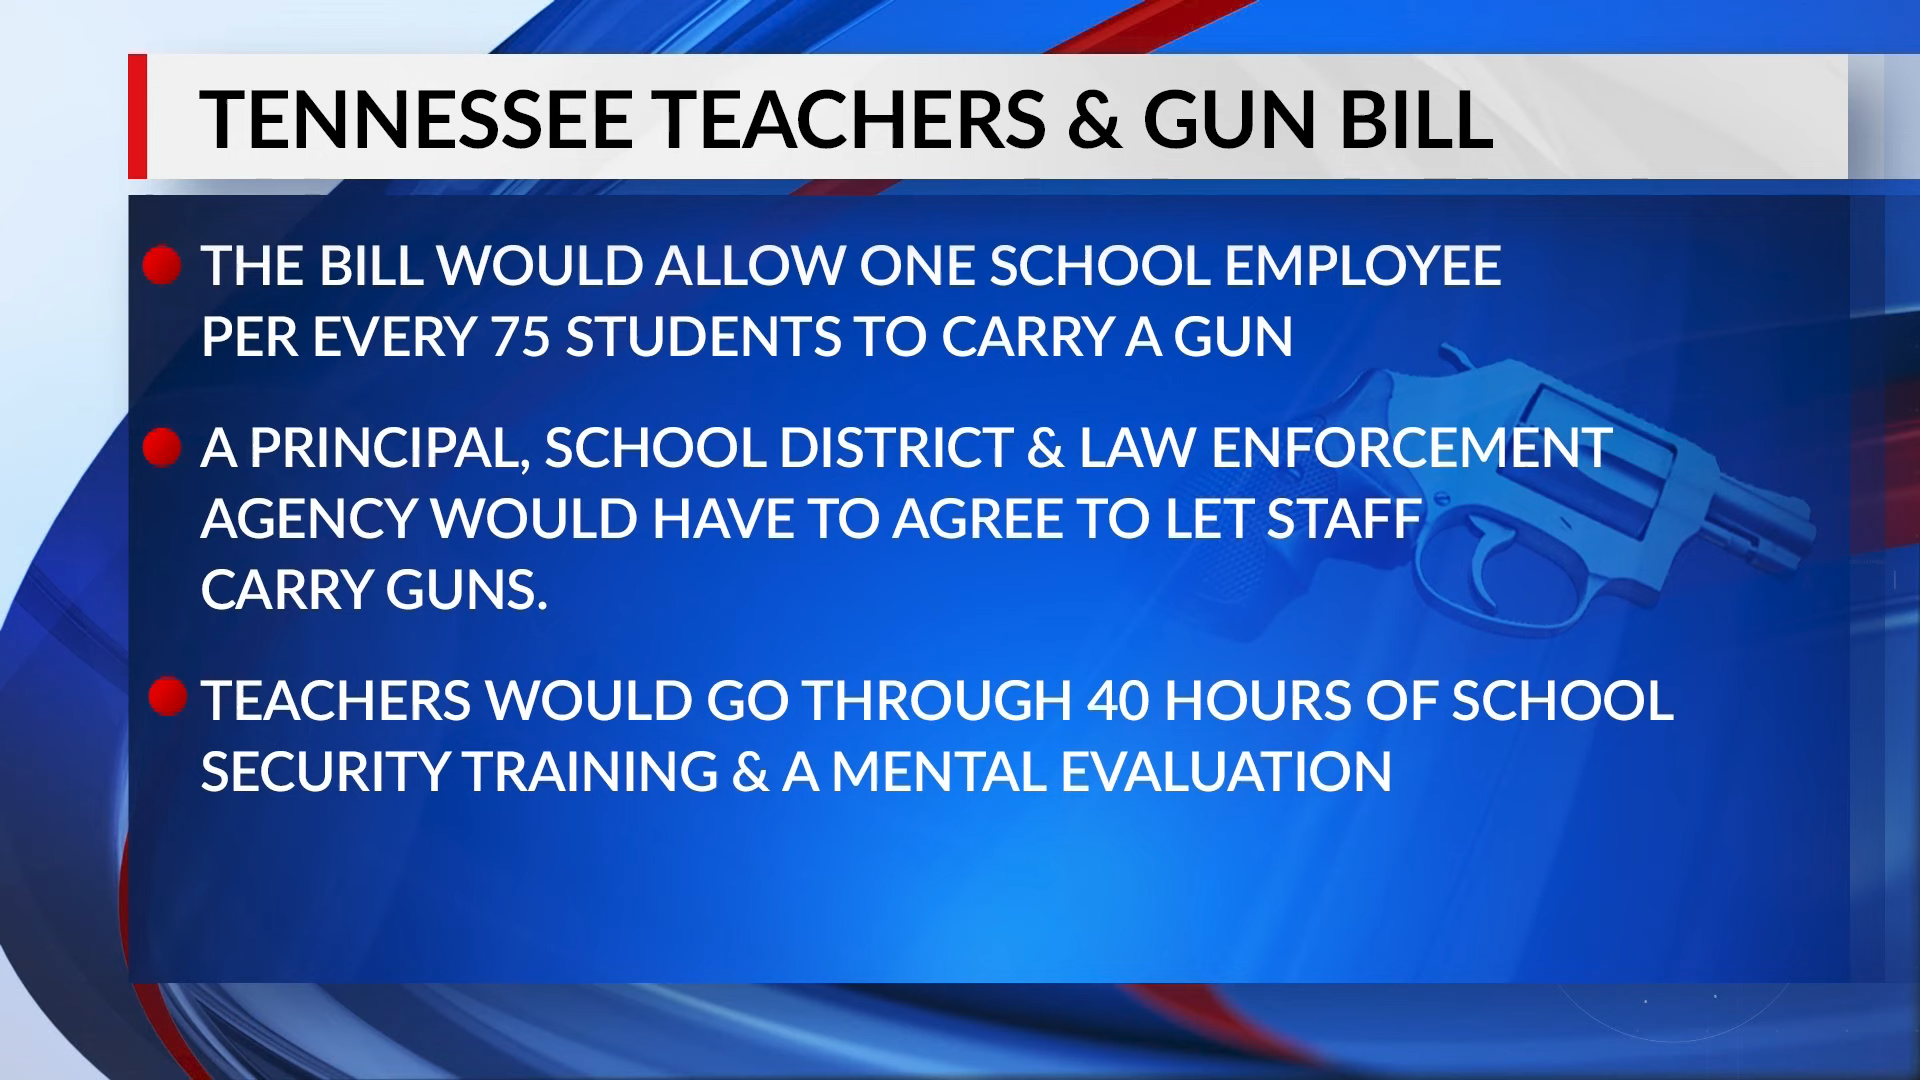 TENNESSEE TEACHERS & GUN BILL
THE BILL WOULD ALLOW ONE SCHOOL EMPLOYEE
PER EVERY 75 STUDENTS TO CARRY A GUN
A PRINCIPAL, SCHOOL DISTRICT & LAW ENFORCEMENT
AGENCY WOULD HAVE TO AGREE TO LET STAFF
CARRY GUNS.
TEACHERS WOULD GO THROUGH 40 HOURS OF SCHOOL
SECURITY TRAINING & A MENTAL EVALUATION